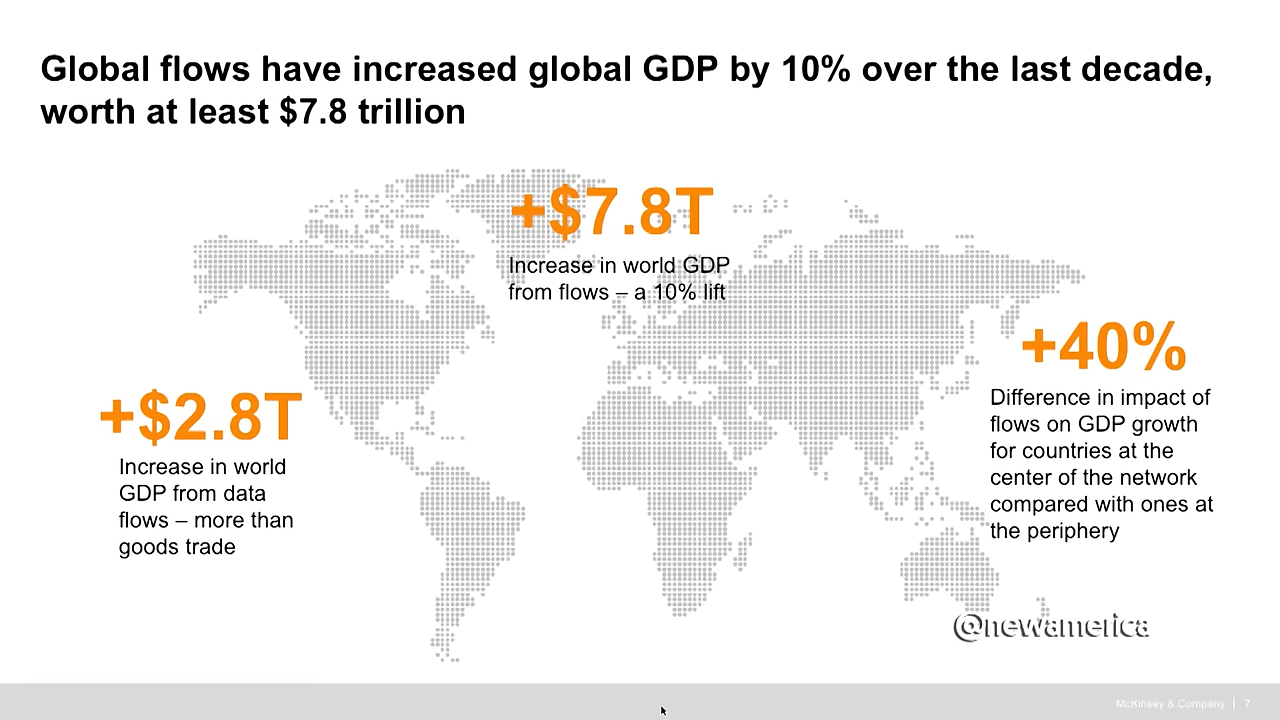 Global flows have increased global GDP by 10% over the last decade,
worth at least $7.8 trillion
+$7.8T
Increase in world GDP
from flows – a 10% lift
+40%
Difference in impact of
flows on GDP growth
for countries at the
center of the network
compared with ones at
the periphery
+$2.8T
Increase in world
GDP from data
flows – more than
goods trade
@newamerica
McKinsey & Company | 7